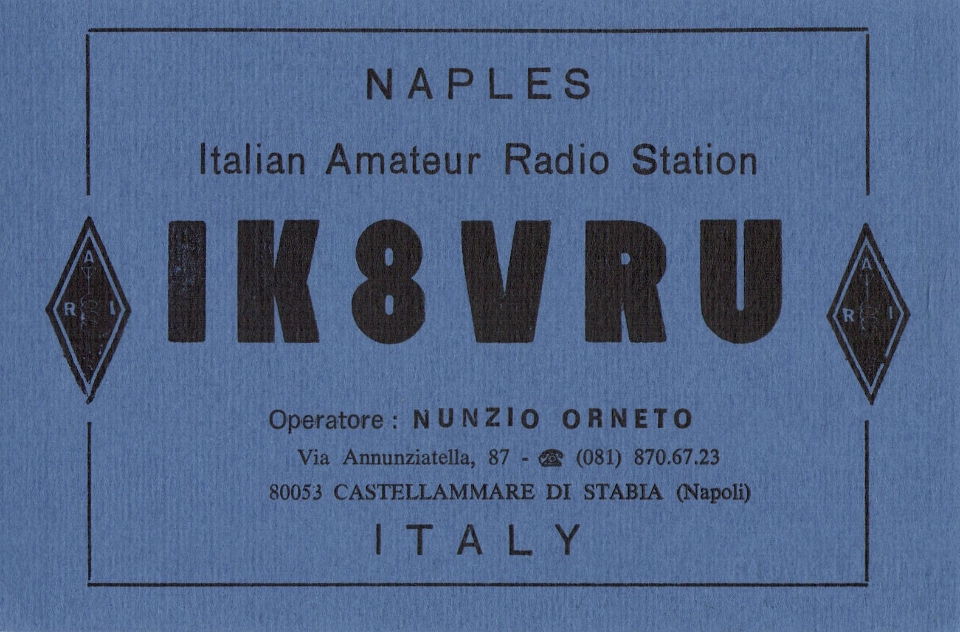 NAPLES
Italian Amateur Radio Station
IK8VRU
A
R I
A
R I
Operatore : NUNZIO ORNETO
Via Annunziatella, 87 - ☎ (081) 870.67.23
80053 CASTELLAMMARE DI STABIA (Napoli)
ITALY